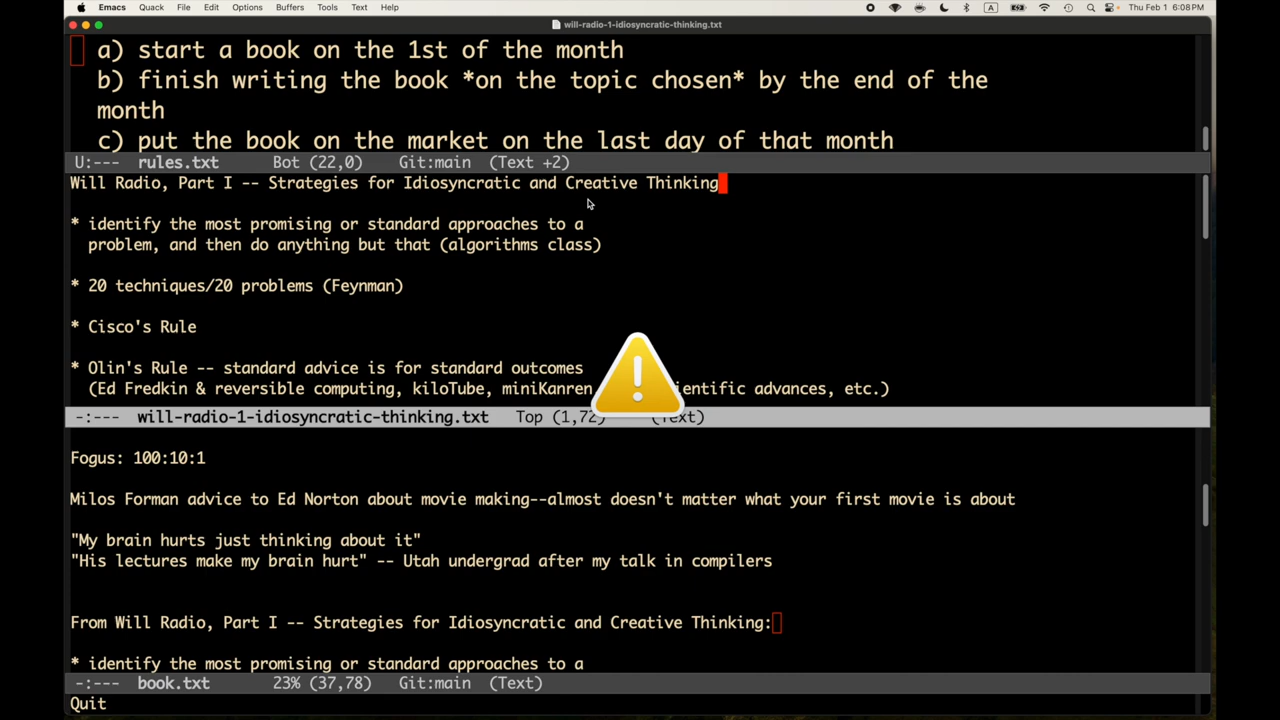 Emacs Quack File Edit Options Buffers Tools Text Help A Thu Feb 1 6:08 PM
will-radio-1-idiosyncratic-thinking.txt
a) start a book on the 1st of the month
b) finish writing the book *on the topic chosen* by the end of the
month
c) put the book on the market on the last day of that month
U:--- rules.txt Bot (22,0) Git:main (Text +2)
Will Radio, Part I -- Strategies for Idiosyncratic and Creative Thinking
* identify the most promising or standard approaches to a
problem, and then do anything but that (algorithms class)
* 20 techniques/20 problems (Feynman)
* Cisco's Rule
* Olin's Rule -- standard advice is for standard outcomes
(Ed Fredkin & reversible computing, kiloTube, miniKanren advances, etc.)
-:--- will-radio-1-idiosyncratic-thinking.txt Top (1,72) (Text)
Fogus: 100:10:1
Milos Forman advice to Ed Norton about movie making--almost doesn't matter what your first movie is about
"My brain hurts just thinking about it"
"His lectures make my brain hurt" -- Utah undergrad after my talk in compilers
From Will Radio, Part I -- Strategies for Idiosyncratic and Creative Thinking:
* identify the most promising or standard approaches to a
-:--- book.txt 23% (37,78) Git:main (Text)
Quit